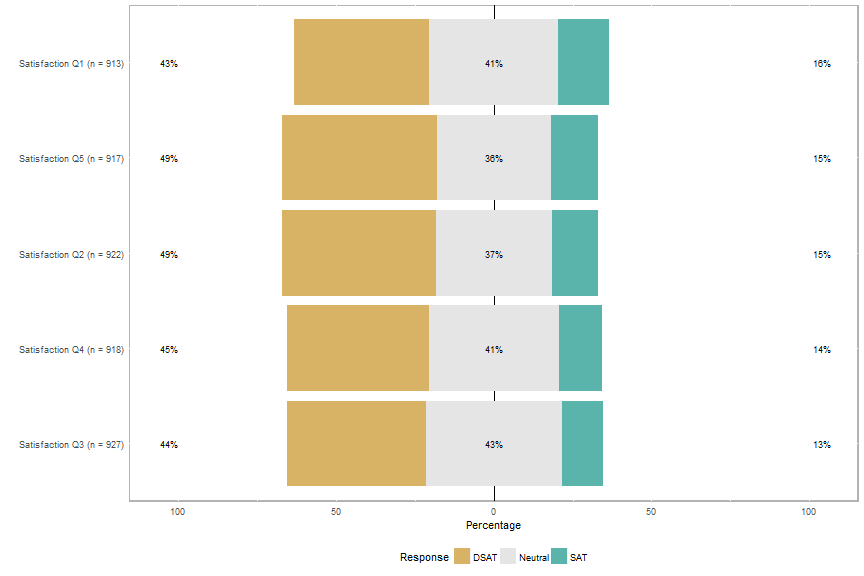 Satisfaction Q1 (n = 913) 43% 41% 16%
Satisfaction Q5 (n = 917) 49% 36% 15%
Satisfaction Q2 (n = 922) 49% 37% 15%
Satisfaction Q4 (n = 918) 45% 41% 14%
Satisfaction Q3 (n = 927) 44% 43% 13%
100 50 0 50 100
Percentage
Response DSAT Neutral SAT